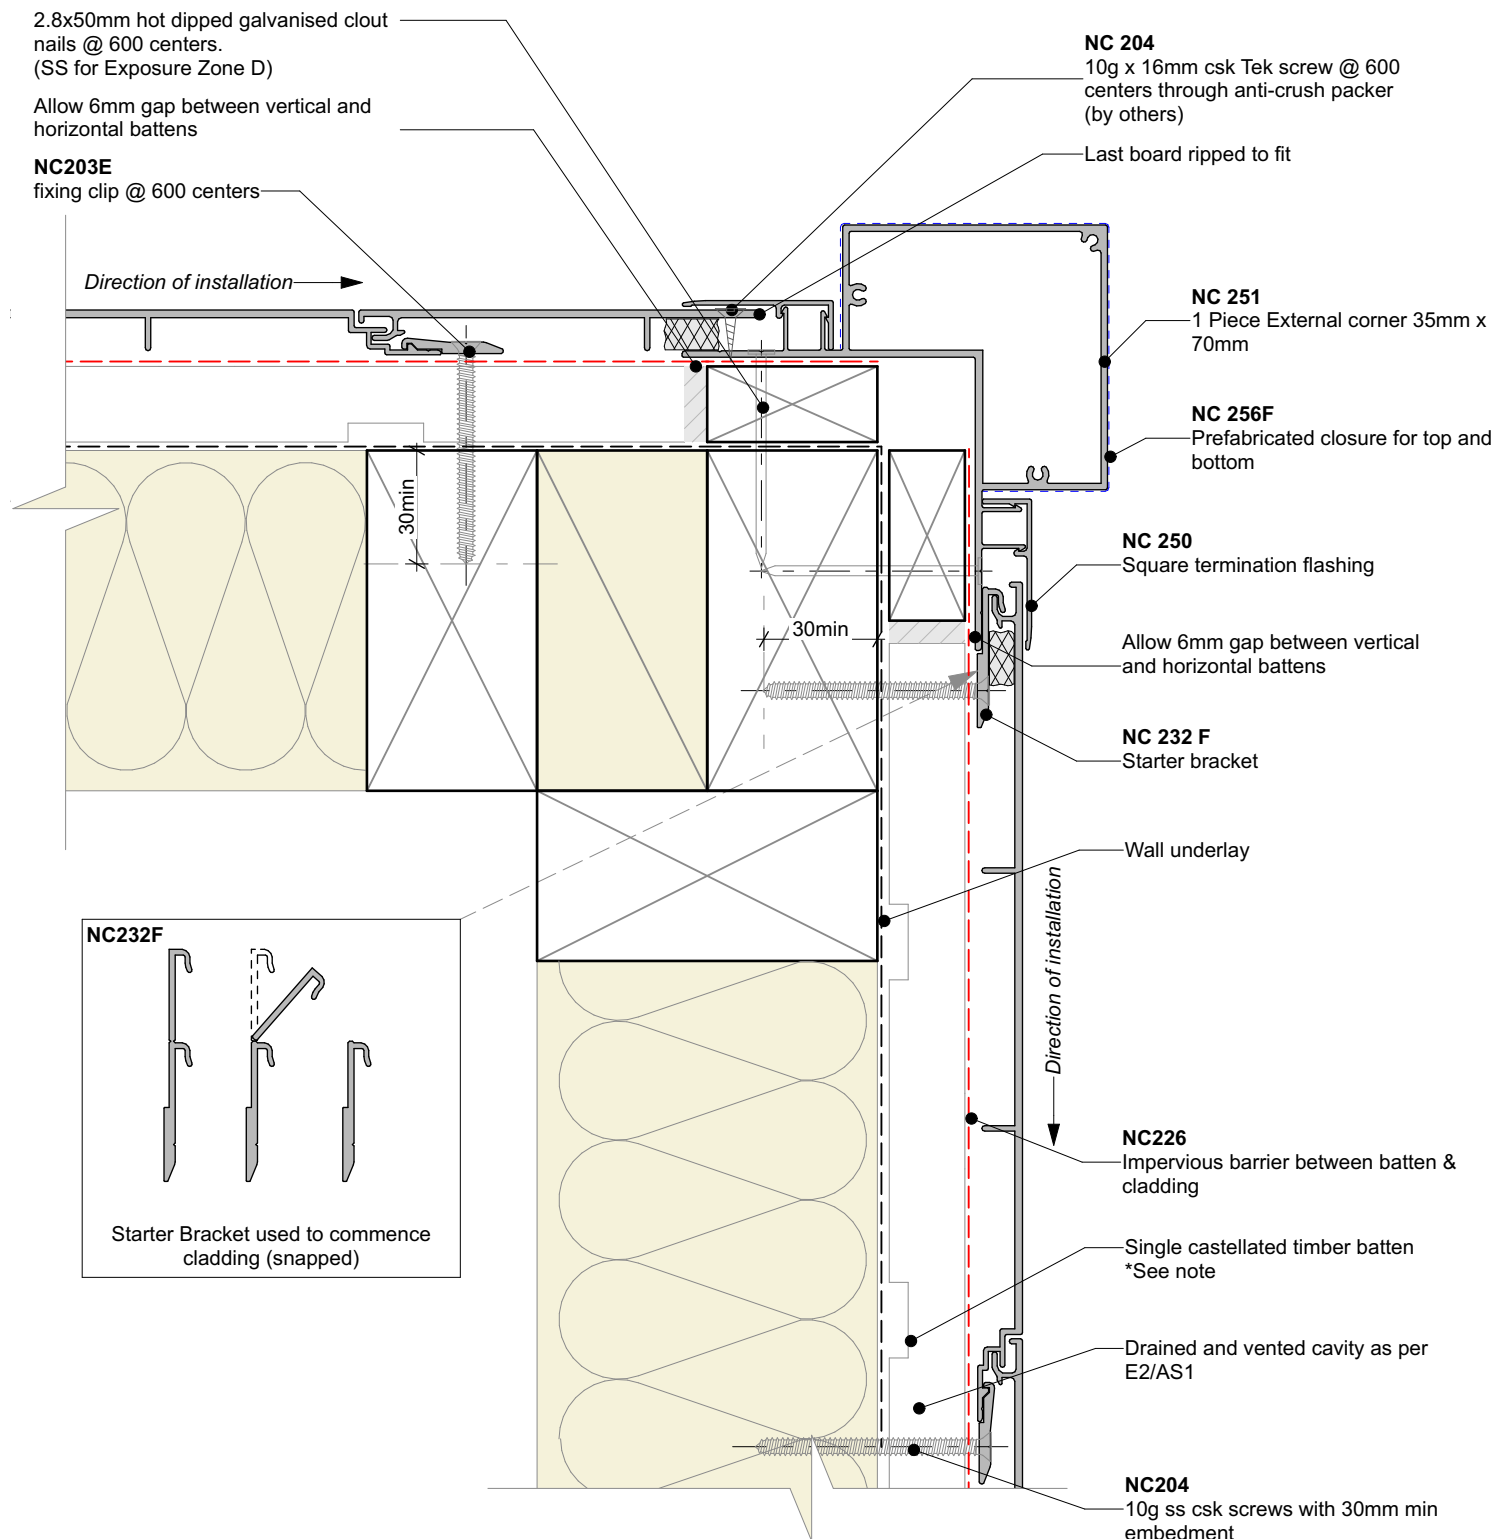 2.8x50mm hot dipped galvanised clout
nails @ 600 centers.
(SS for Exposure Zone D)
Allow 6mm gap between vertical and
horizontal battens
NC203E
fixing clip @ 600 centers
Direction of installation
NC 204
10g x 16mm csk Tek screw @ 600
centers through anti-crush packer
(by others)
Last board ripped to fit
NC 251
1 Piece External corner 35mm x
70mm
NC 256F
Prefabricated closure for top and
bottom
NC 250
Square termination flashing
30min
30min
Allow 6mm gap between vertical
and horizontal battens
NC 232 F
Starter bracket
Wall underlay
Direction of installation
NC232F
Starter Bracket used to commence
cladding (snapped)
NC226
Impervious barrier between batten &
cladding
Single castellated timber batten
*See note
Drained and vented cavity as per
E2/AS1
NC204
10g ss csk screws with 30mm min
embedment